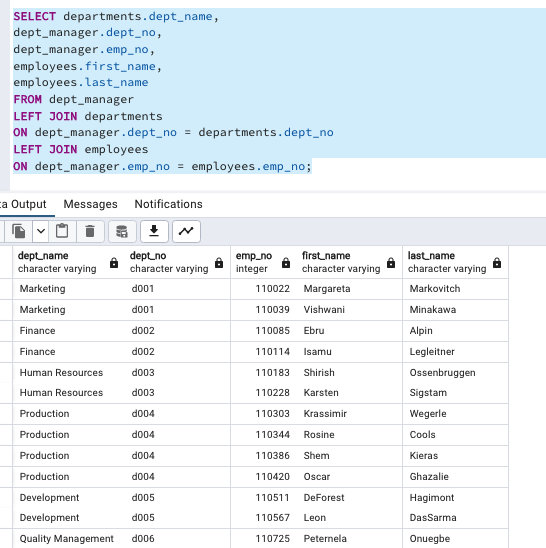 SELECT departments.dept_name,
dept_manager.dept_no,
dept_manager.emp_no,
employees.first_name,
employees.last_name
FROM dept_manager
LEFT JOIN departments
ON dept_manager.dept_no = departments.dept_no
LEFT JOIN employees
ON dept_manager.emp_no = employees.emp_no;
ta Output Messages Notifications
dept_name dept_no emp_no first_name last_name
character varying character varying integer character varying character varying
Marketing d001 110022 Margareta Markovitch
Marketing d001 110039 Vishwani Minakawa
Finance d002 110085 Ebru Alpin
Finance d002 110114 Isamu Legleitner
Human Resources d003 110183 Shirish Ossenbruggen
Human Resources d003 110228 Karsten Sigstam
Production d004 110303 Krassimir Wegerle
Production d004 110344 Rosine Cools
Production d004 110386 Shem Kieras
Production d004 110420 Oscar Ghazalie
Development d005 110511 DeForest Hagimont
Development d005 110567 Leon DasSarma
Quality Management d006 110725 Peternela Onuegbe